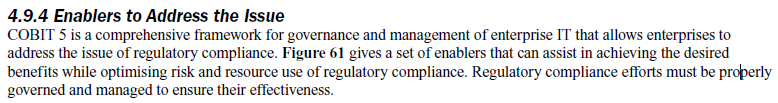 4.9.4 Enablers to Address the Issue
COBIT 5 is a comprehensive framework for governance and management of enterprise IT that allows enterprises to
address the issue of regulatory compliance. Figure 61 gives a set of enablers that can assist in achieving the desired
benefits while optimising risk and resource use of regulatory compliance. Regulatory compliance efforts must be properly
governed and managed to ensure their effectiveness.